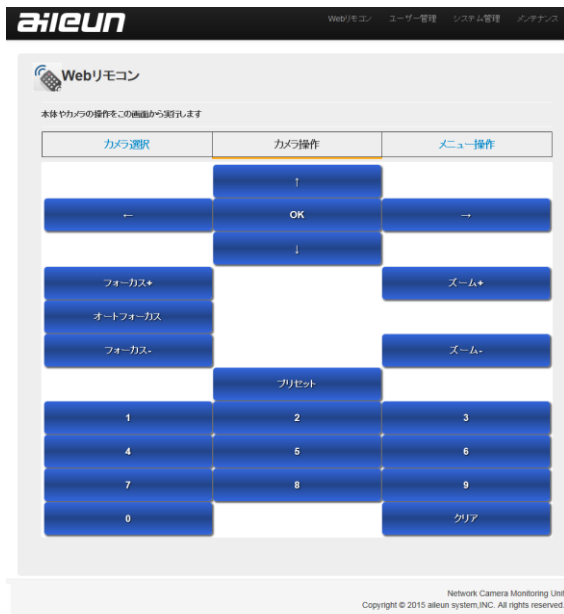 aileun
Webリモコン ユーザー管理 システム管理 メンテナンス
Webリモコン
本体やカメラの操作をこの画面から実行します
カメラ選択 カメラ操作 メニュー操作
↑
← OK →
↓
フォーカス+ ズーム+
オートフォーカス
フォーカス- ズーム-
プリセット
1 2 3
4 5 6
7 8 9
0 クリア
Network Camera Monitoring Unit
Copyright © 2015 aileun system,INC. All rights reserved.